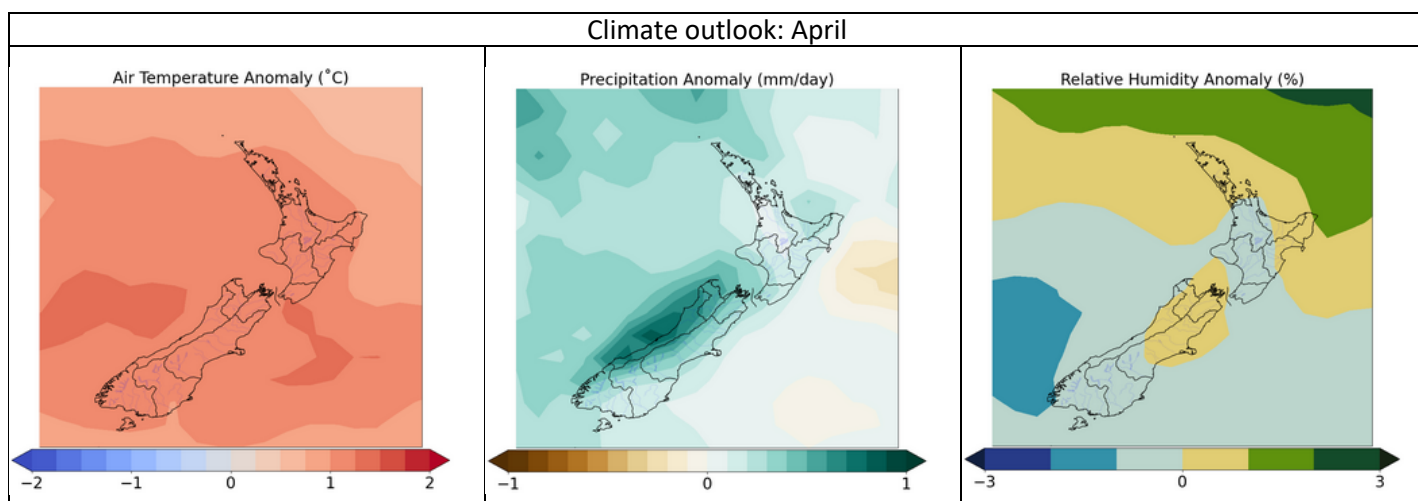 Climate outlook: April
Air Temperature Anomaly (˚C)
−2 −1 0 1 2
Precipitation Anomaly (mm/day)
−1 0 1
Relative Humidity Anomaly (%)
−3 0 3